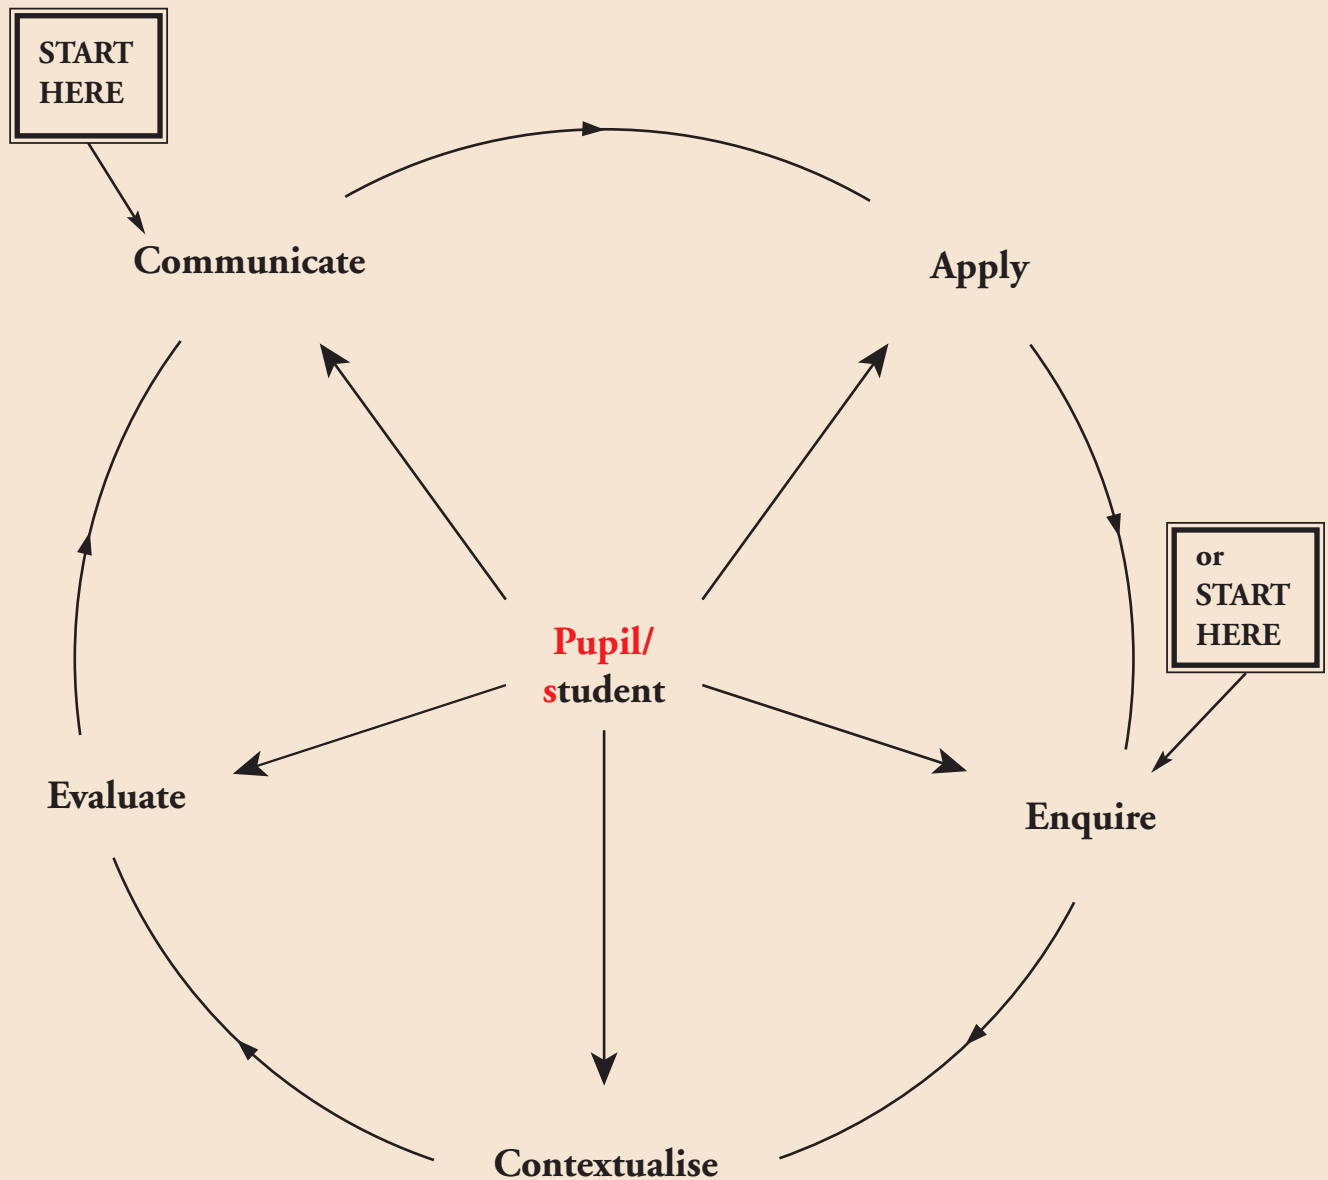 START
HERE
Communicate
Apply
or
START
HERE
Pupil/
student
Evaluate
Enquire
Contextualise